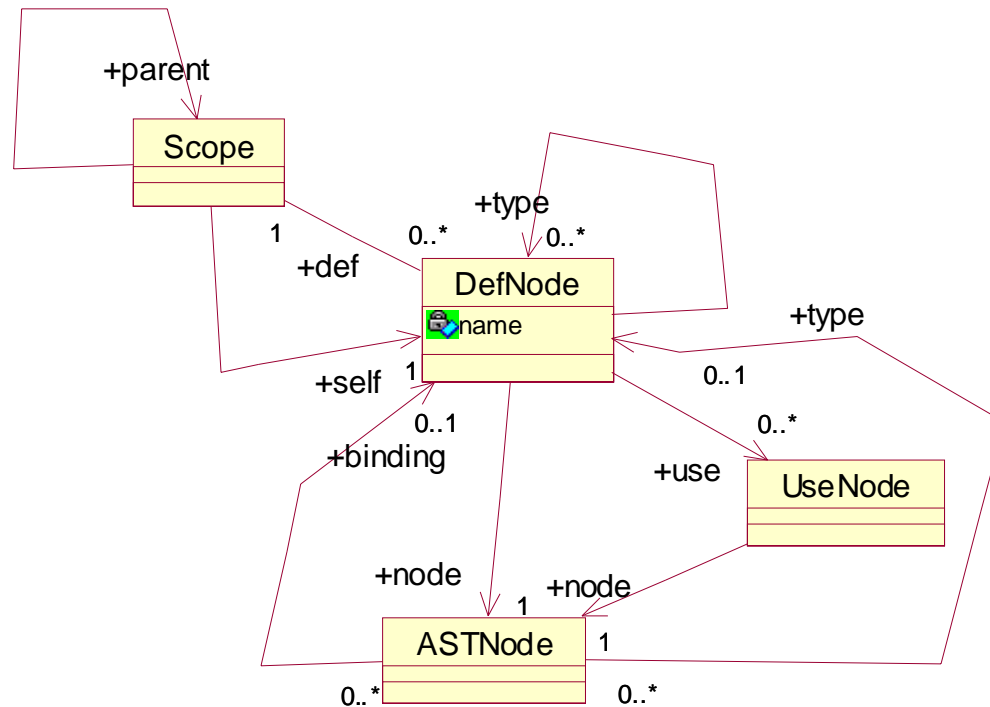 +parent
Scope
+type
1
0..*
0..*
+def
DefNode
name
+type
+self
1
0..1
0..1
0..*
+binding
+use
UseNode
+node
+node
1
ASTNode
1
0..*
0..*